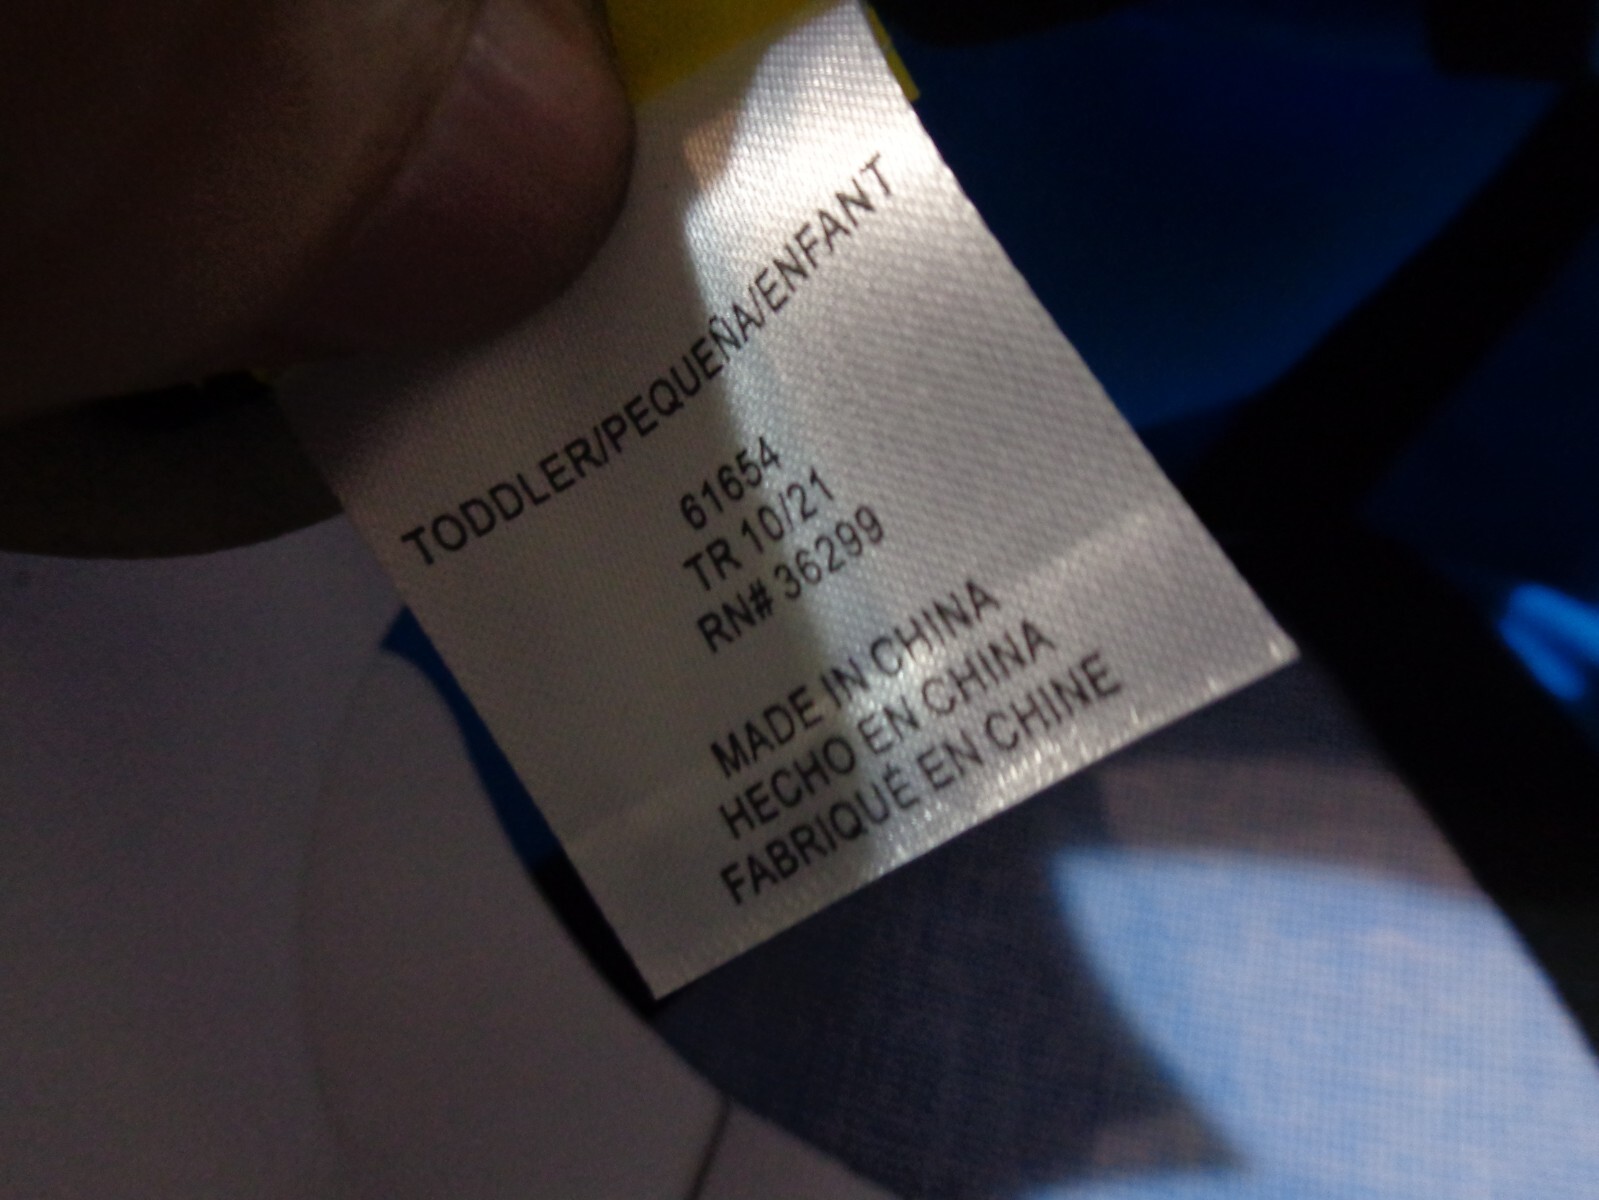 TODDLER/PEQUEÑA/ENFANT
61654
TR 10/21
RN# 36299
MADE IN CHINA
HECHO EN CHINA
FABRIQUÉ EN CHINE